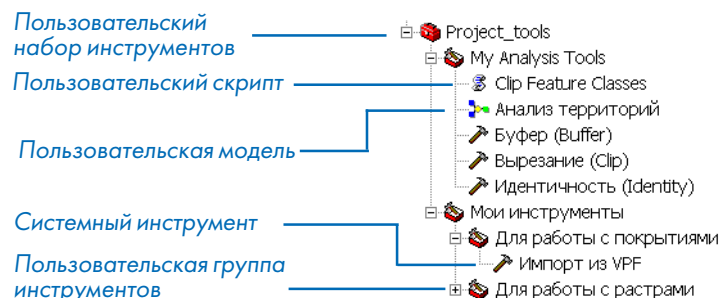 Пользовательский
набор инструментов
Project_tools
My Analysis Tools
Пользовательский скрипт
Clip Feature Classes
Анализ территорий
Буфер (Buffer)
Пользовательская модель
Вырезание (Clip)
Идентичность (Identity)
Системный инструмент
Мои инструменты
Для работы с покрытиями
Импорт из VPF
Пользовательская группа
инструментов
Для работы с растрами